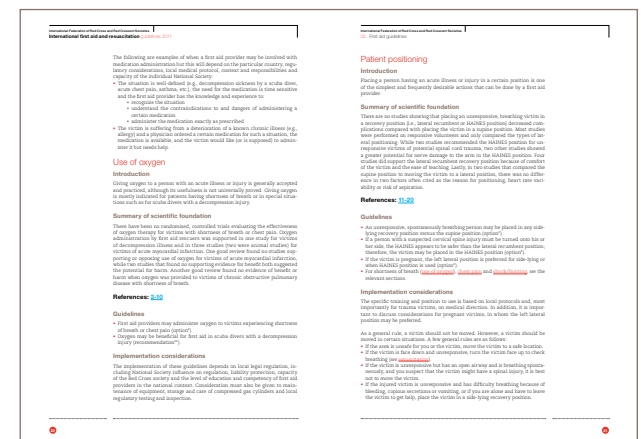 International Federation of Red Cross and Red Crescent Societies
International first aid and resuscitation guidelines 2011
The following are examples of when a first aid provider may be involved with
medication administration but this will depend on the particular country, regu-
latory considerations, local medical protocol, context and responsibilities and
capacity of the individual National Society.
• The situation is well-defined (e.g., decompression sickness by a scuba diver,
acute chest pain, asthma, etc.), the need for the medication is time sensitive
and the first aid provider has the knowledge and experience to:
• recognize the situation
• understand the contraindications to and dangers of administering a
certain medication
• administer the medication exactly as prescribed
• The victim is suffering from a deterioration of a known chronic illness (e.g.,
allergy) and a physician ordered a certain medication for such a situation, the
medication is available, and the victim would like (or is supposed) to admin-
ister it but needs help.
Use of oxygen
Introduction
Giving oxygen to a person with an acute illness or injury is generally accepted
and practised, although its usefulness is not universally proved. Giving oxygen
is mostly indicated for patients having shortness of breath or in special situa-
tions such as for scuba divers with a decompression injury.
Summary of scientific foundation
There have been no randomised, controlled trials evaluating the effectiveness
of oxygen therapy for victims with shortness of breath or chest pain. Oxygen
administration by first aid rescuers was supported in one study for victims
of decompression illness and in three studies (two were animal studies) for
victims of acute myocardial infarction. One good review found no studies sup-
porting or opposing use of oxygen for victims of acute myocardial infarction,
while two studies that found no supporting evidence for benefit both suggested
the potential for harm. Another good review found no evidence of benefit or
harm when oxygen was provided to victims of chronic obstructive pulmonary
disease with shortness of breath.
References: 2-10
Guidelines
• First aid providers may administer oxygen to victims experiencing shortness
of breath or chest pain (option*).
• Oxygen may be beneficial for first aid in scuba divers with a decompression
injury (recommendation**).
Implementation considerations
The implementation of these guidelines depends on local legal regulation, in-
cluding National Society influence on regulation, liability protection, capacity
of the Red Cross society and the level of education and competency of first aid
providers in the national context. Consideration must also be given to main-
tenance of equipment, storage and care of compressed gas cylinders and local
regulatory testing and inspection.
International Federation of Red Cross and Red Crescent Societies
First aid guidelines
Patient positioning
Introduction
Placing a person having an acute illness or injury in a certain position is one
of the simplest and frequently desirable actions that can be done by a first aid
provider.
Summary of scientific foundation
There are no studies showing that placing an unresponsive, breathing victim in
a recovery position (i.e., lateral recumbent or HAINES position) decreased com-
plications compared with placing the victim in a supine position. Most studies
were performed on responsive volunteers and only compared the types of lat-
eral positioning. While two studies recommended the HAINES position for un-
responsive victims of potential spinal cord trauma, two other studies showed
a greater potential for nerve damage to the arm in the HAINES position. Four
studies did support the lateral recumbent position because of comfort
of the victim and the ease of teaching. Lastly, in two studies that compared the
supine position to moving the victim to a lateral position, there was no differ-
ence in two factors often cited as the reason for positioning, heart rate vari-
ability or risk of aspiration.
References: 11-20
Guidelines
• An unresponsive, spontaneously breathing person may be placed in any side-
lying recovery position versus the supine position (option*).
• If a person with a suspected cervical spine injury must be turned onto his or
her side, the HAINES appears to be safer than the lateral recumbent position;
therefore, the victim may be placed in the HAINES position (option*).
• If the victim is pregnant, the left lateral position is preferred for side-lying or
when HAINES position is used (option*).
• For shortness of breath (use of oxygen), chest pain and shock/fainting, see the
relevant sections.
Implementation considerations
The specific training and position to use is based on local protocols and, most
importantly for trauma victims, on medical direction. In addition, it is impor-
tant to discuss considerations for pregnant victims, in whom the left lateral
position may be preferred.
As a general rule, a victim should not be moved. However, a victim should be
moved in certain situations. A few general rules are as follows:
• If the area is unsafe for you or the victim, move the victim to a safe location.
• If the victim is face down and unresponsive, turn the victim face up to check
breathing (see resuscitation).
• If the victim is unresponsive but has an open airway and is breathing sponta-
neously, and you suspect that the victim might have a spinal injury, it is best
not to move the victim.
• If the injured victim is unresponsive and has difficulty breathing because of
bleeding, copious secretions or vomiting, or if you are alone and have to leave
the victim to get help, place the victim in a side-lying recovery position.